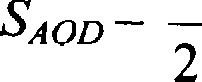 S_{AOD} - \frac{}{2}